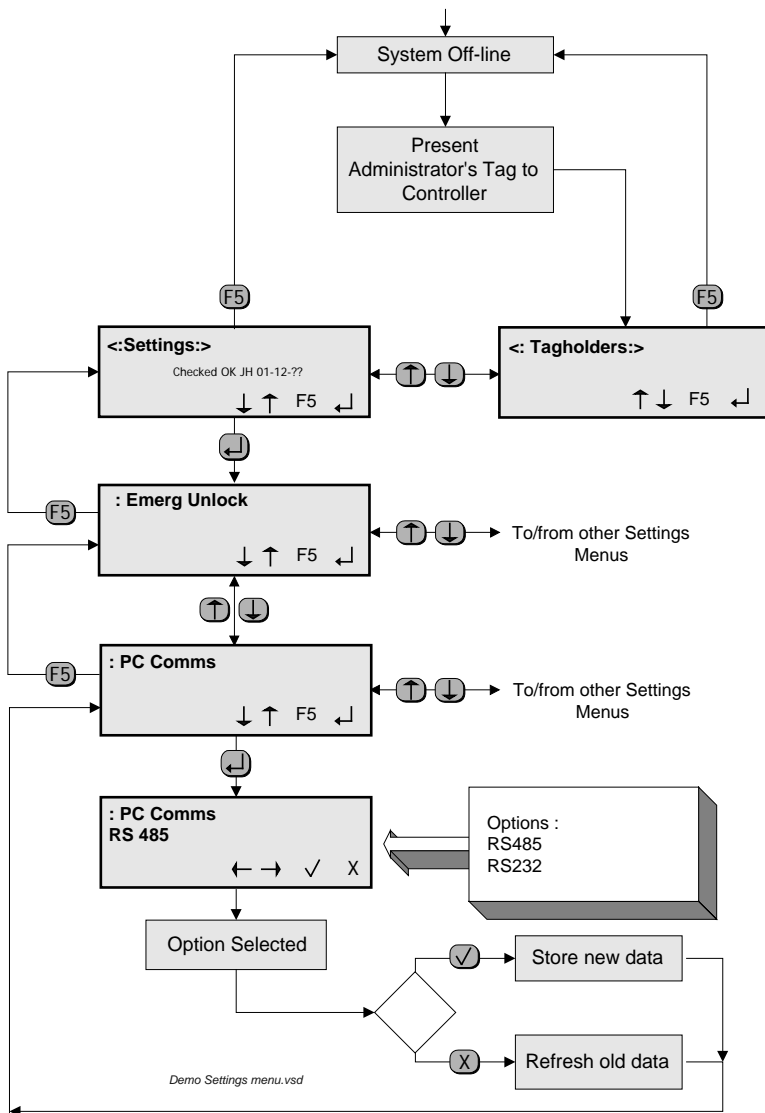 System Off-line
Present
Administrator's Tag to
Controller
F5
F5
<:Settings:>
Checked OK JH 01-12-??
↓ ↑ F5 ↵
↑ ↓
<: Tagholders:>
↑ ↓ F5 ↵
↵
F5
: Emerg Unlock
↓ ↑ F5 ↵
↑ ↓
To/from other Settings
Menus
↑ ↓
F5
: PC Comms
↓ ↑ F5 ↵
↑ ↓
To/from other Settings
Menus
↵
: PC Comms
RS 485
← → √ X
Options :
RS485
RS232
Option Selected
√
Store new data
X
Refresh old data
Demo Settings menu.vsd